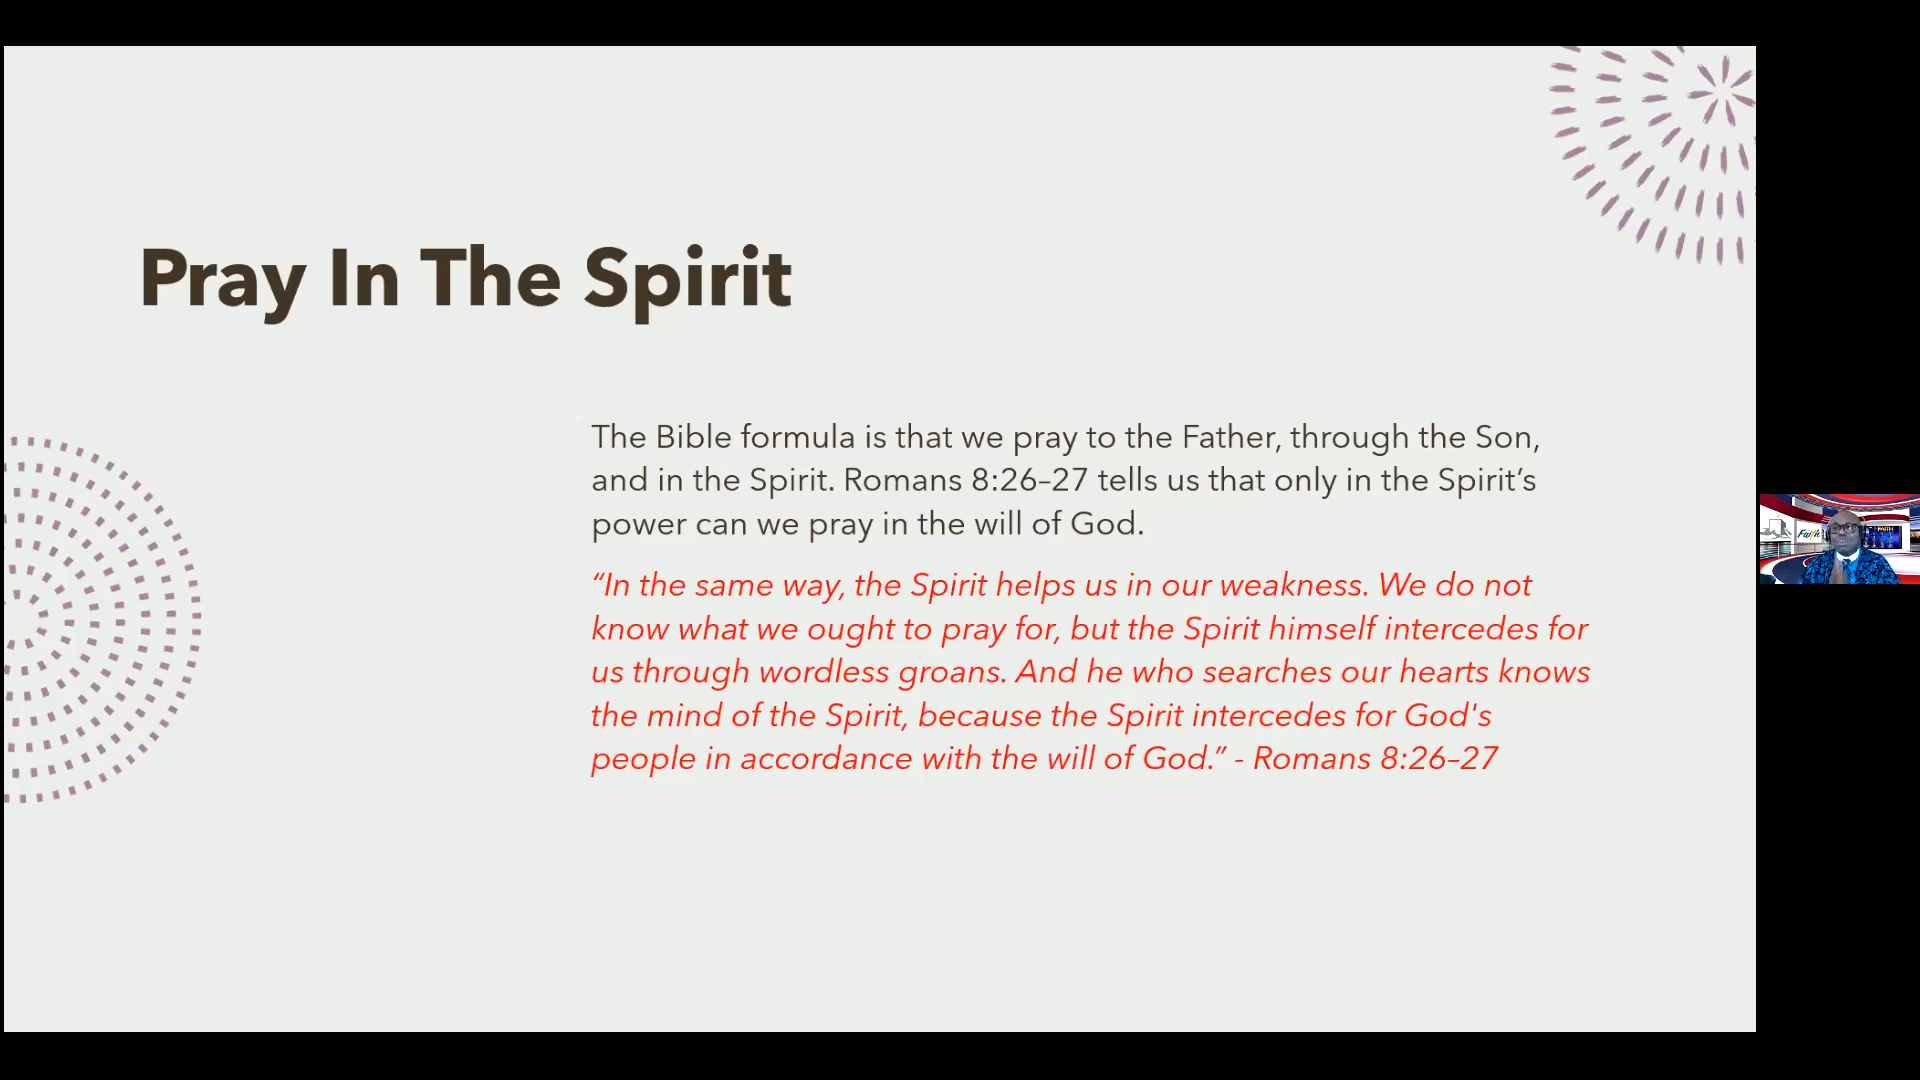 Pray In The Spirit
The Bible formula is that we pray to the Father, through the Son,
and in the Spirit. Romans 8:26–27 tells us that only in the Spirit’s
power can we pray in the will of God.
“In the same way, the Spirit helps us in our weakness. We do not
know what we ought to pray for, but the Spirit himself intercedes for
us through wordless groans. And he who searches our hearts knows
the mind of the Spirit, because the Spirit intercedes for God's
people in accordance with the will of God.” - Romans 8:26–27
Faith
FAITH